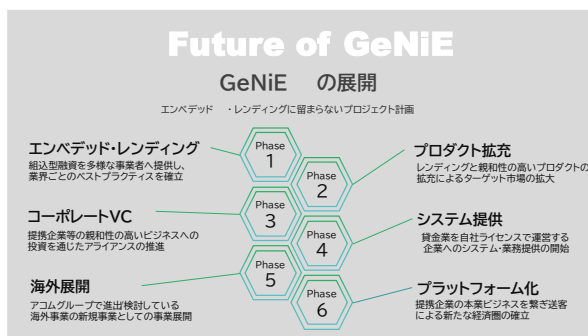 Future of GeNiE
GeNiE の展開
エンベデッド ・レンディングに留まらないプロジェクト計画
エンベデッド・レンディング
組込型融資を多様な事業者へ提供し、
業界ごとのベストプラクティスを確立
Phase
1
Phase
2
プロダクト拡充
レンディングと親和性の高いプロダクトの
拡充によるターゲット市場の拡大
コーポレートVC
提携企業等の親和性の高いビジネスへの
投資を通じたアライアンスの推進
Phase
3
Phase
4
システム提供
貸金業を自社ライセンスで運営する
企業へのシステム・業務提供の開始
海外展開
アコムグループで進出検討している
海外事業の新規事業としての事業展開
Phase
5
Phase
6
プラットフォーム化
提携企業の本業ビジネスを繋ぎ送客
による新たな経済圏の確立